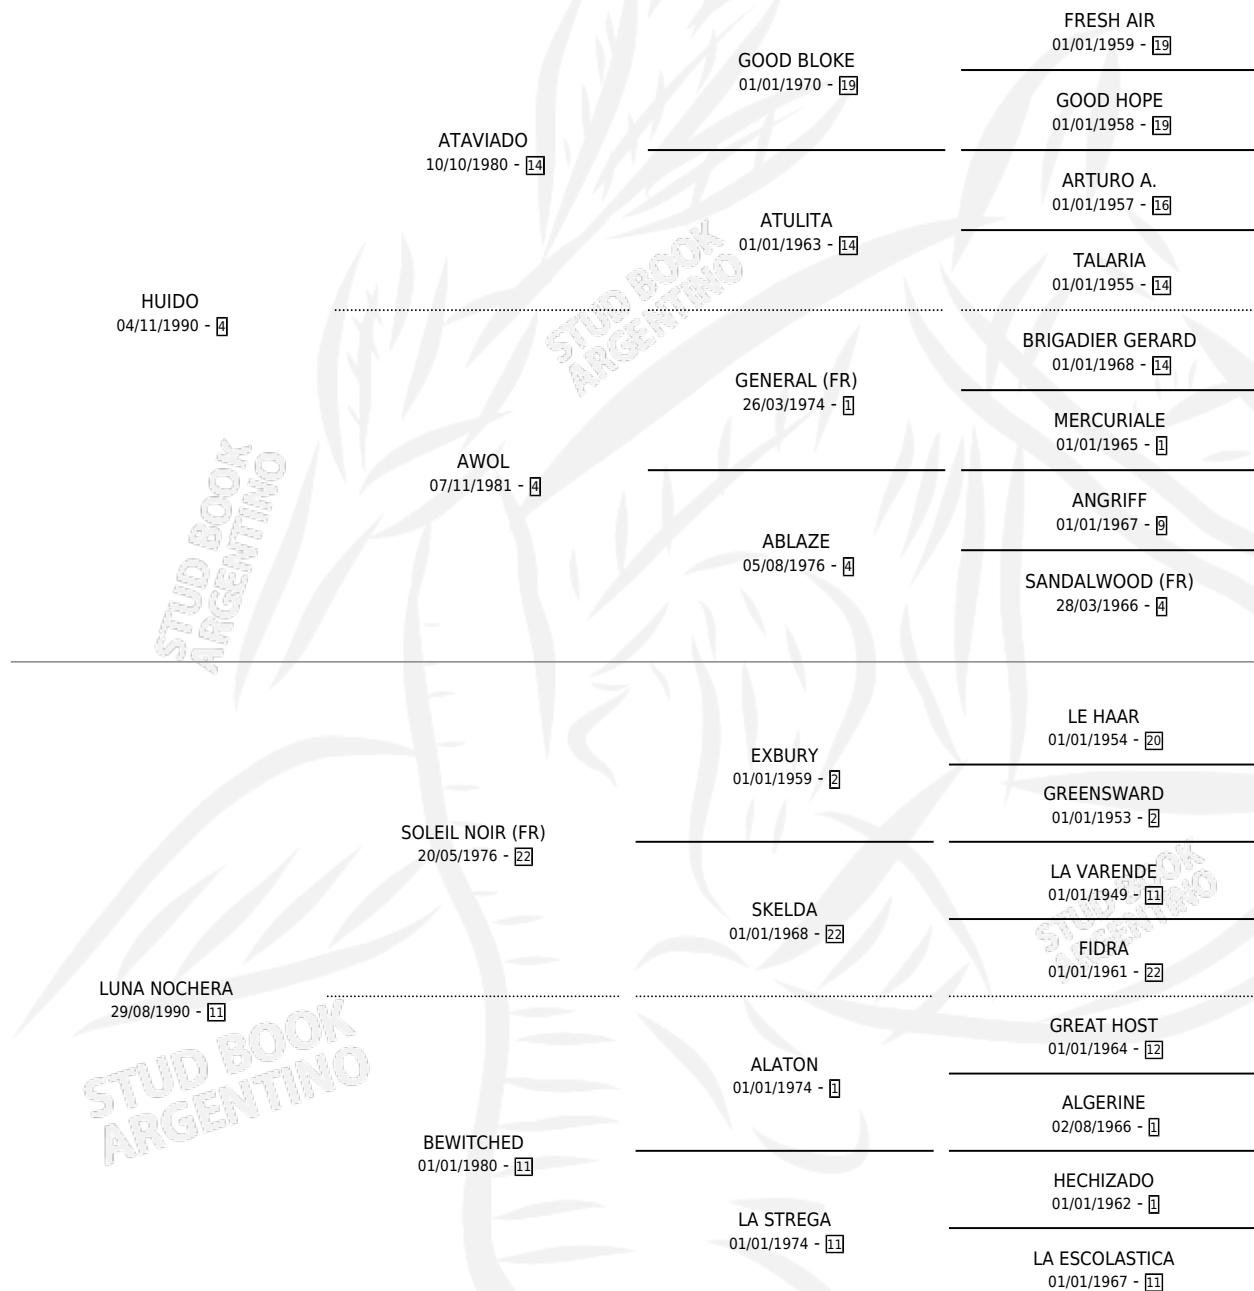 FRESH AIR
01/01/1959 - 19
GOOD BLOKE
01/01/1970 - 19
GOOD HOPE
01/01/1958 - 19
ATAVIADO
10/10/1980 - 14
ARTURO A.
01/01/1957 - 16
ATULITA
01/01/1963 - 14
TALARIA
01/01/1955 - 14
HUIDO
04/11/1990 - 4
BRIGADIER GERARD
01/01/1968 - 14
GENERAL (FR)
26/03/1974 - 1
MERCURIALE
01/01/1965 - 1
AWOL
07/11/1981 - 4
ANGRIFF
01/01/1967 - 9
ABLAZE
05/08/1976 - 4
SANDALWOOD (FR)
28/03/1966 - 4
LE HAAR
01/01/1954 - 20
EXBURY
01/01/1959 - 2
GREENSWARD
01/01/1953 - 2
SOLEIL NOIR (FR)
20/05/1976 - 22
LA VARENDE
01/01/1949 - 11
SKELDA
01/01/1968 - 22
FIDRA
01/01/1961 - 22
LUNA NOCHERA
29/08/1990 - 11
GREAT HOST
01/01/1964 - 12
ALATON
01/01/1974 - 1
ALGERINE
02/08/1966 - 1
BEWITCHED
01/01/1980 - 11
HECHIZADO
01/01/1962 - 1
LA STREGA
01/01/1974 - 11
LA ESCOLASTICA
01/01/1967 - 11
STUD BOOK
ARGENTINO
STUD BOOK
ARGENTINO
STUD BOOK
ARGENTINO
STUD BOOK
ARGENTINO